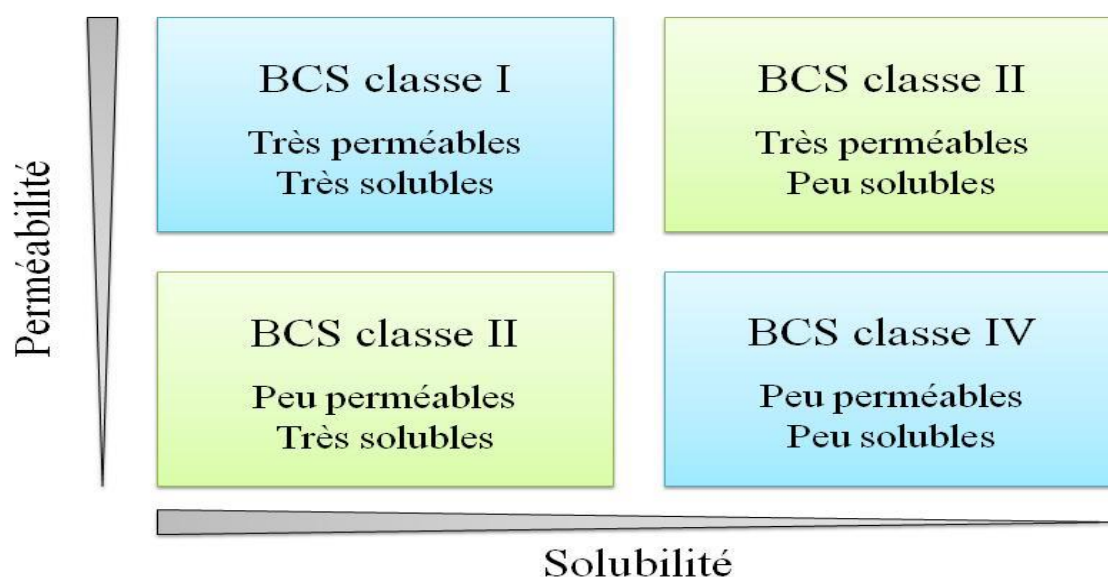 Perméabilité
BCS classe I
Très perméables
Très solubles
BCS classe II
Très perméables
Peu solubles
BCS classe II
Peu perméables
Très solubles
BCS classe IV
Peu perméables
Peu solubles
Solubilité